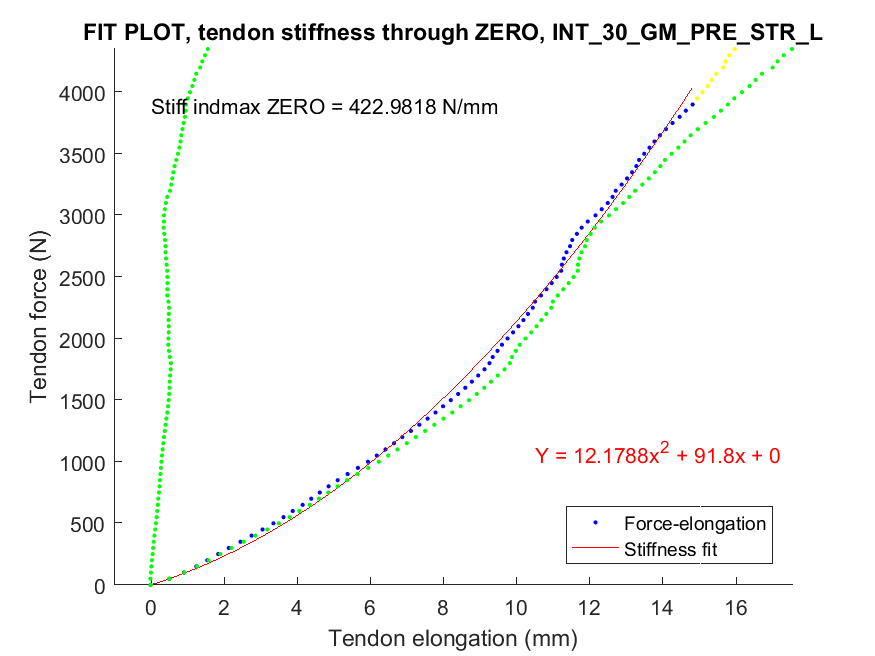 FIT PLOT, tendon stiffness through ZERO, INT_30_GM_PRE_STR_L
Stiff indmax ZERO = 422.9818 N/mm
Tendon force (N)
4000
3500
3000
2500
2000
1500
1000
500
0
Y = 12.1788x² + 91.8x + 0
Force-elongation
Stiffness fit
0 2 4 6 8 10 12 14 16
Tendon elongation (mm)